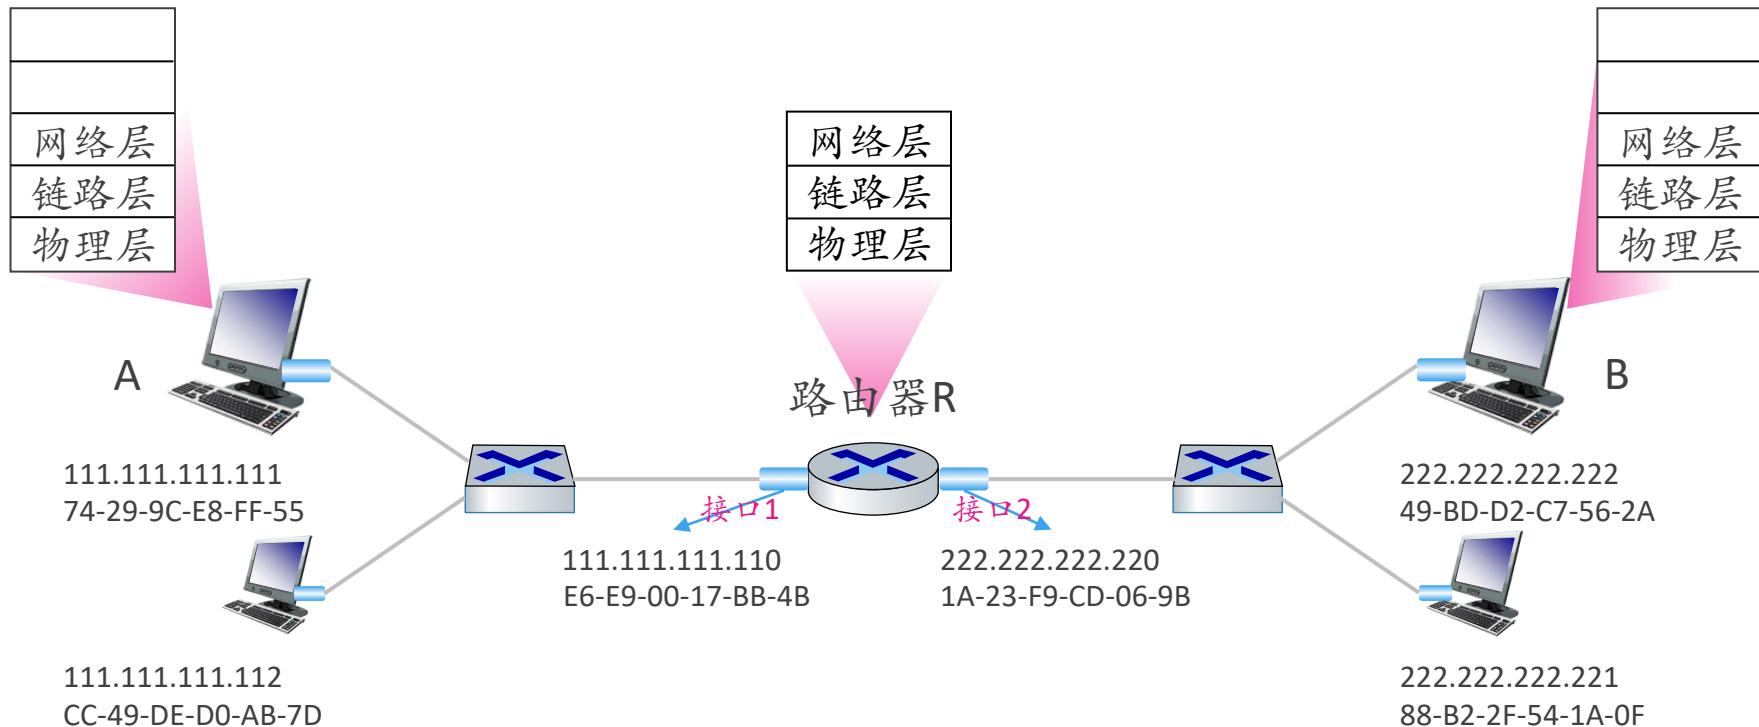 网络层
链路层
物理层
网络层
链路层
物理层
网络层
链路层
物理层
A
路由器R
B
111.111.111.111
74-29-9C-E8-FF-55
接口1
接口2
222.222.222.222
49-BD-D2-C7-56-2A
111.111.111.110
E6-E9-00-17-BB-4B
222.222.222.220
1A-23-F9-CD-06-9B
111.111.111.112
CC-49-DE-D0-AB-7D
222.222.222.221
88-B2-2F-54-1A-0F